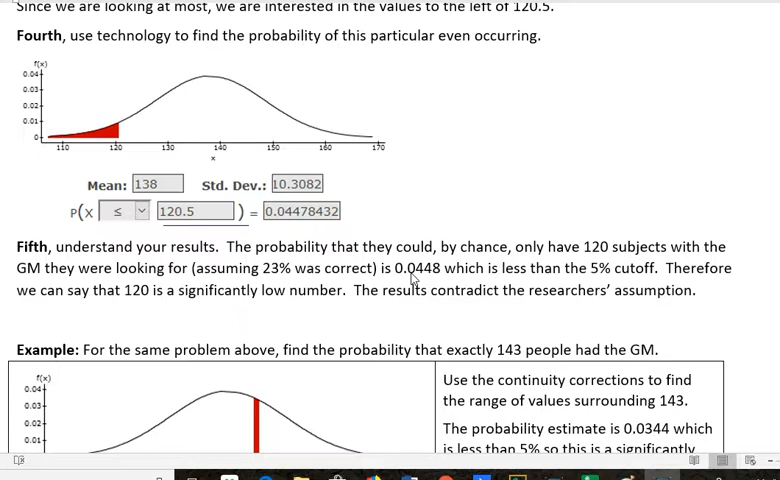 Since we are looking at most, we are interested in the values to the left of 120.5.
Fourth, use technology to find the probability of this particular even occurring.
f(x)
0.04
0.03
0.02
0.01
0
110 120 130 140 150 160 170
x
Mean: 138 Std. Dev.: 10.3082
P(X ≤ 120.5 ) = 0.04478432
Fifth, understand your results. The probability that they could, by chance, only have 120 subjects with the
GM they were looking for (assuming 23% was correct) is 0.0448 which is less than the 5% cutoff. Therefore
we can say that 120 is a significantly low number. The results contradict the researchers’ assumption.
Example: For the same problem above, find the probability that exactly 143 people had the GM.
f(x)
0.04
0.03
0.02
0.01
Use the continuity corrections to find
the range of values surrounding 143.
The probability estimate is 0.0344 which
is less than 5% so this is a significantly